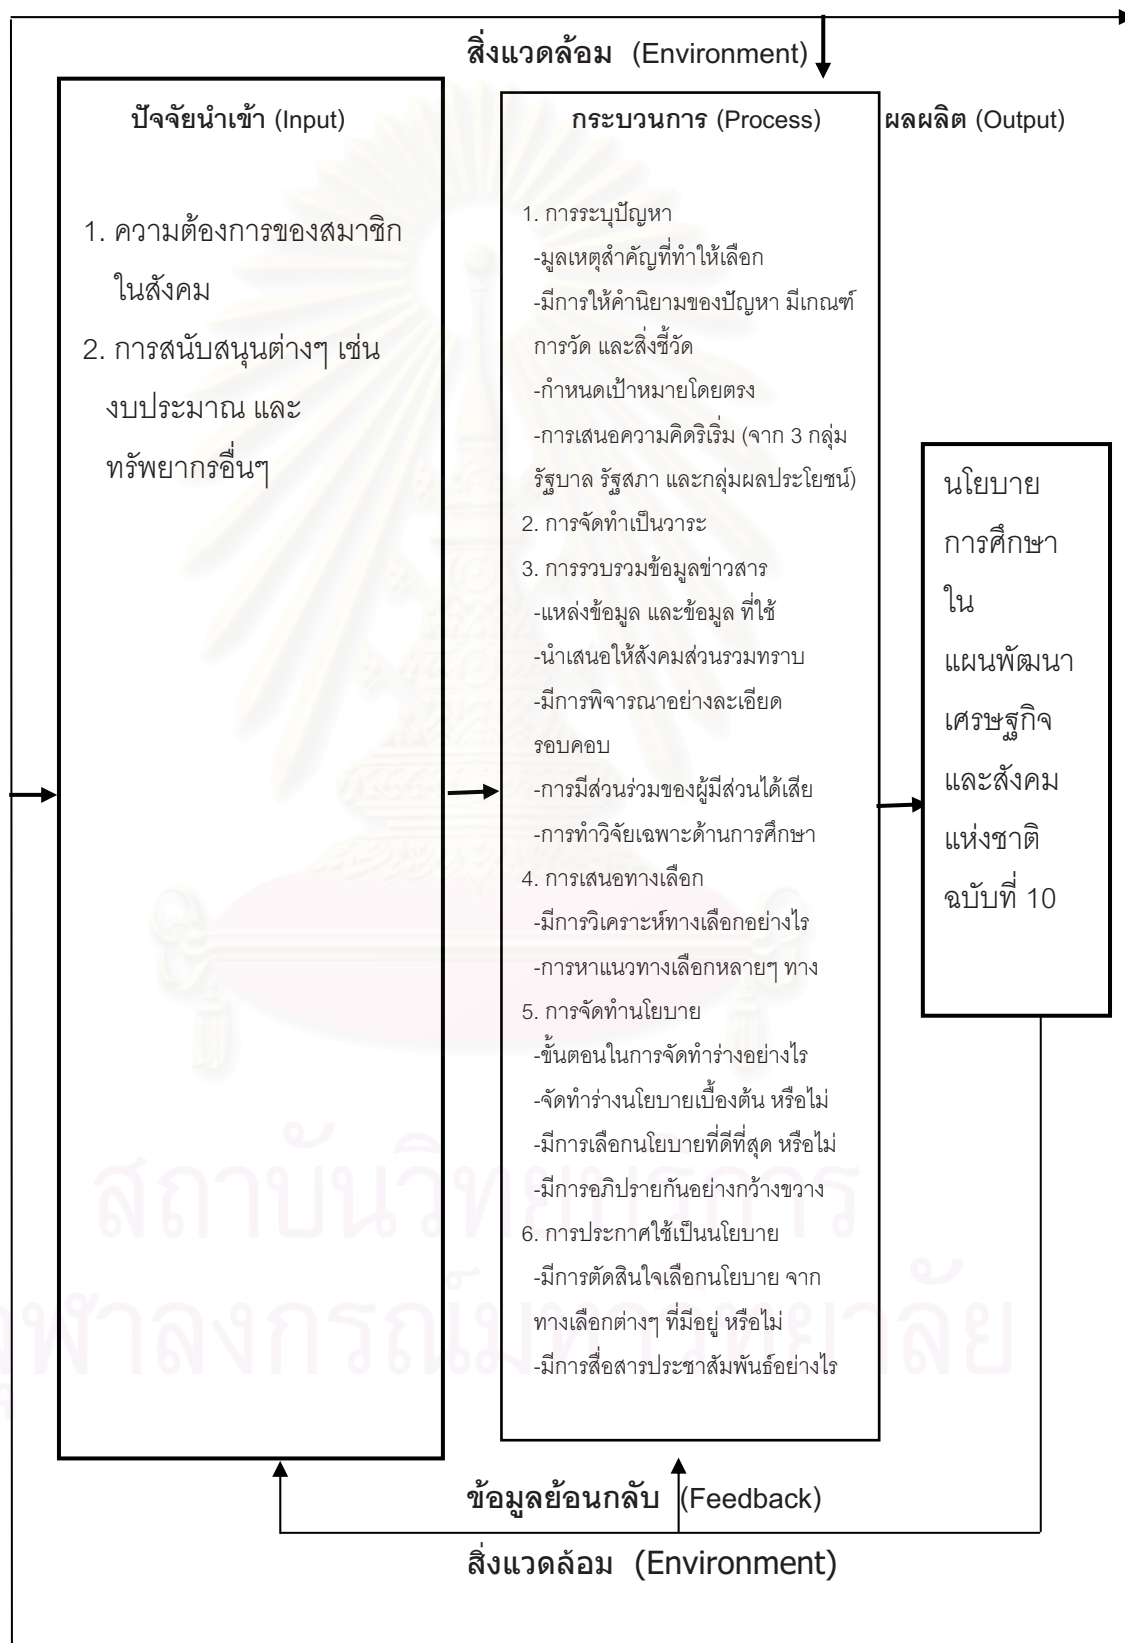 สิ่งแวดล้อม (Environment)
ปัจจัยนำเข้า (Input)
1. ความต้องการของสมาชิก
ในสังคม
2. การสนับสนุนต่างๆ เช่น
งบประมาณ และ
ทรัพยากรอื่นๆ
กระบวนการ (Process)
1. การระบุปัญหา
-มูลเหตุสำคัญที่ทำให้เลือก
-มีการให้คำนิยามของปัญหา มีเกณฑ์
การวัด และสิ่งชี้วัด
-กำหนดเป้าหมายโดยตรง
-การเสนอความคิดริเริ่ม (จาก 3 กลุ่ม
รัฐบาล รัฐสภา และกลุ่มผลประโยชน์)
2. การจัดทำเป็นวาระ
3. การรวบรวมข้อมูลข่าวสาร
-แหล่งข้อมูล และข้อมูล ที่ใช้
-นำเสนอให้สังคมส่วนรวมทราบ
-มีการพิจารณาอย่างละเอียด
รอบคอบ
-การมีส่วนร่วมของผู้มีส่วนได้เสีย
-การทำวิจัยเฉพาะด้านการศึกษา
4. การเสนอทางเลือก
-มีการวิเคราะห์ทางเลือกอย่างไร
-การหาแนวทางเลือกหลายๆ ทาง
5. การจัดทำนโยบาย
-ขั้นตอนในการจัดทำร่างอย่างไร
-จัดทำร่างนโยบายเบื้องต้น หรือไม่
-มีการเลือกนโยบายที่ดีที่สุด หรือไม่
-มีการอภิปรายกันอย่างกว้างขวาง
6. การประกาศใช้เป็นนโยบาย
-มีการตัดสินใจเลือกนโยบาย จาก
ทางเลือกต่างๆ ที่มีอยู่ หรือไม่
-มีการสื่อสารประชาสัมพันธ์อย่างไร
ผลผลิต (Output)
นโยบาย
การศึกษา
ใน
แผนพัฒนา
เศรษฐกิจ
และสังคม
แห่งชาติ
ฉบับที่ 10
ข้อมูลย้อนกลับ (Feedback)
สิ่งแวดล้อม (Environment)
สถาบันวิทยบริการ
จุฬาลงกรณ์มหาวิทยาลัย